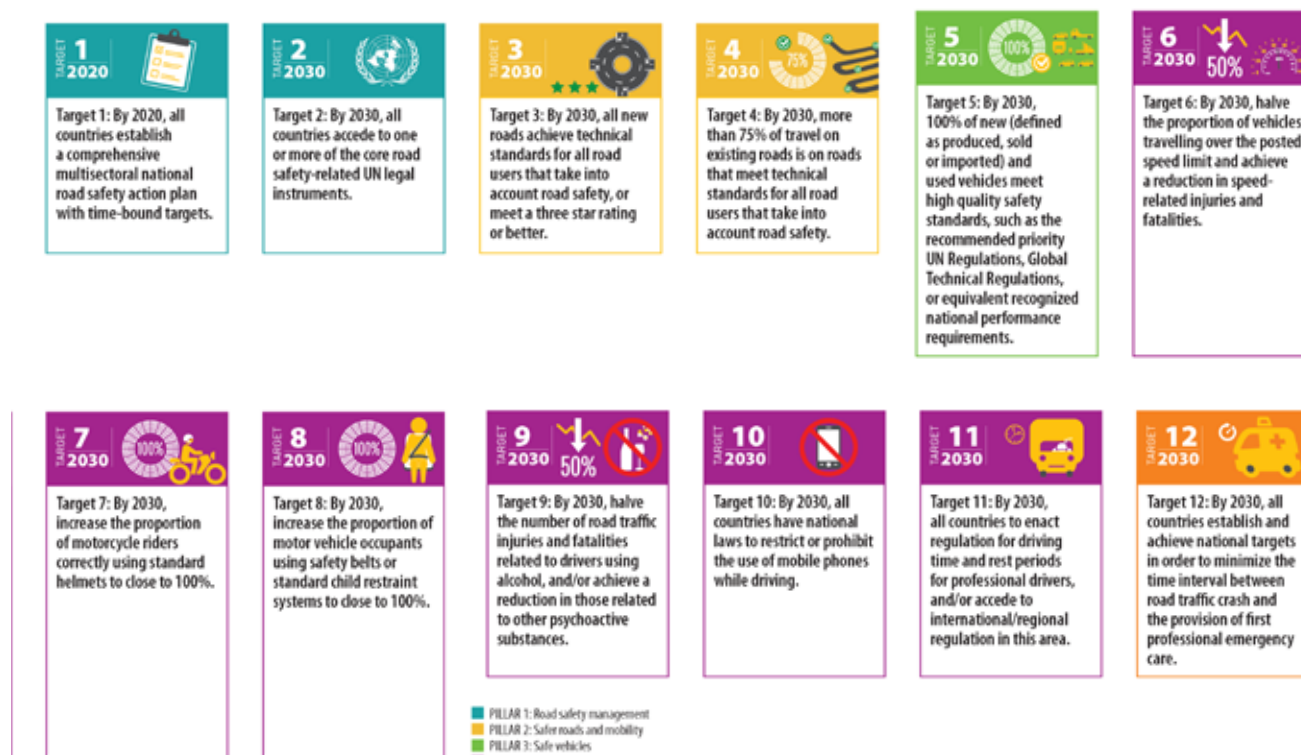 TARGET 1 2020
Target 1: By 2020, all
countries establish
a comprehensive
multisectoral national
road safety action plan
with time-bound targets.
TARGET 2 2030
Target 2: By 2030, all
countries accede to one
or more of the core road
safety-related UN legal
instruments.
TARGET 3 2030
Target 3: By 2030, all new
roads achieve technical
standards for all road
users that take into
account road safety, or
meet a three star rating
or better.
TARGET 4 2030
75%
Target 4: By 2030, more
than 75% of travel on
existing roads is on roads
that meet technical
standards for all road
users that take into
account road safety.
TARGET 5 2030
100%
Target 5: By 2030,
100% of new (defined
as produced, sold
or imported) and
used vehicles meet
high quality safety
standards, such as the
recommended priority
UN Regulations, Global
Technical Regulations,
or equivalent recognized
national performance
requirements.
TARGET 6 2030
50%
Target 6: By 2030, halve
the proportion of vehicles
travelling over the posted
speed limit and achieve
a reduction in speed-
related injuries and
fatalities.
TARGET 7 2030
100%
Target 7: By 2030,
increase the proportion
of motorcycle riders
correctly using standard
helmets to close to 100%.
TARGET 8 2030
100%
Target 8: By 2030,
increase the proportion of
motor vehicle occupants
using safety belts or
standard child restraint
systems to close to 100%.
TARGET 9 2030
50%
Target 9: By 2030, halve
the number of road traffic
injuries and fatalities
related to drivers using
alcohol, and/or achieve a
reduction in those related
to other psychoactive
substances.
TARGET 10 2030
Target 10: By 2030, all
countries have national
laws to restrict or prohibit
the use of mobile phones
while driving.
TARGET 11 2030
Target 11: By 2030,
all countries to enact
regulation for driving
time and rest periods
for professional drivers,
and/or accede to
international/regional
regulation in this area.
TARGET 12 2030
Target 12: By 2030, all
countries establish and
achieve national targets
in order to minimize the
time interval between
road traffic crash and
the provision of first
professional emergency
care.
PILLAR 1: Road safety management
PILLAR 2: Safer roads and mobility
PILLAR 3: Safe vehicles